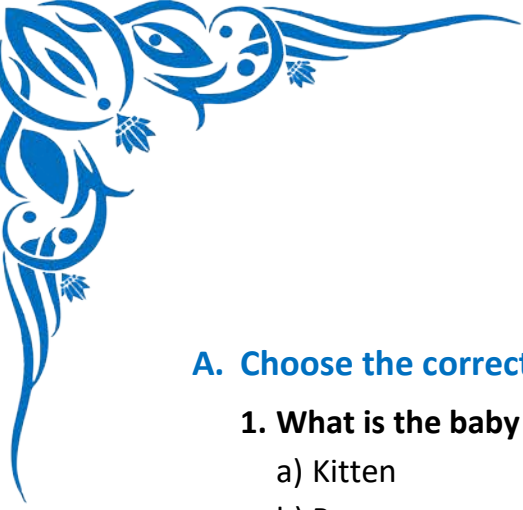 A. Choose the correct
1. What is the baby
a) Kitten